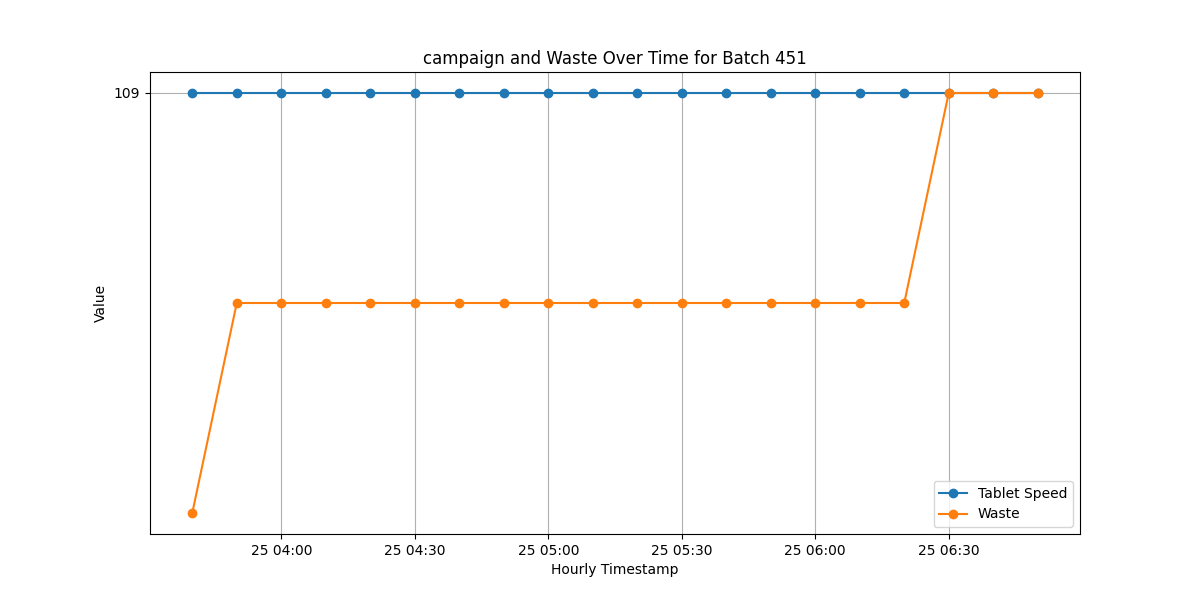 campaign and Waste Over Time for Batch 451
109
Value
Tablet Speed
Waste
25 04:00
25 04:30
25 05:00
25 05:30
25 06:00
25 06:30
Hourly Timestamp